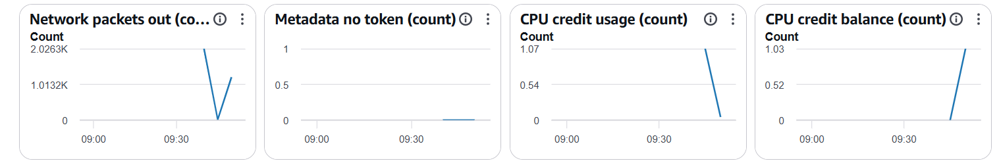 Network packets out (co...
Count
2.0263K
1.0132K
0
09:00 09:30
Metadata no token (count)
1
0.5
0
09:00 09:30
CPU credit usage (count)
Count
1.07
0.54
0
09:00 09:30
CPU credit balance (count)
Count
1.03
0.52
0
09:00 09:30